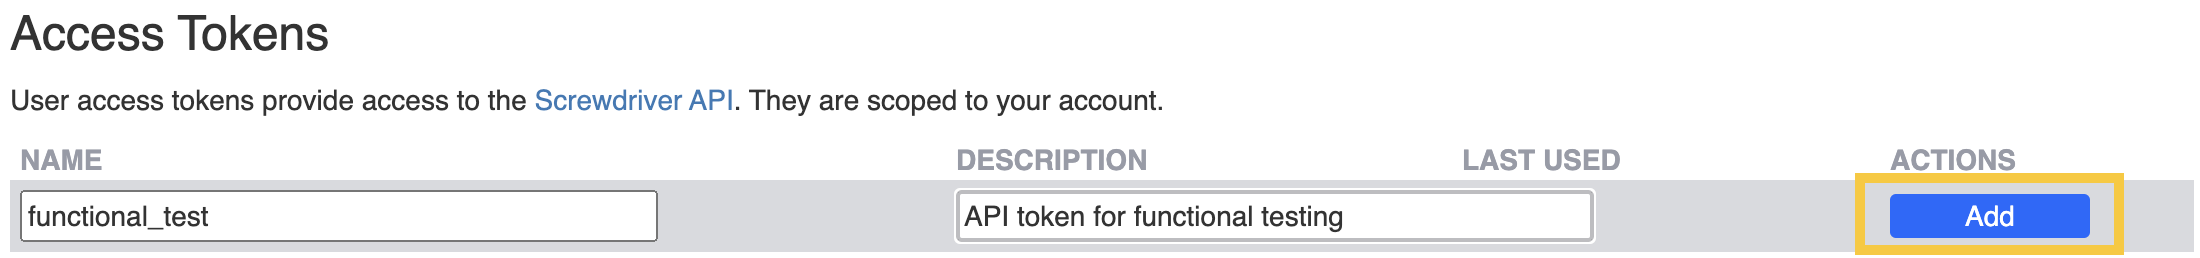 Access Tokens
User access tokens provide access to the Screwdriver API. They are scoped to your account.
NAME DESCRIPTION LAST USED ACTIONS
functional_test API token for functional testing Add